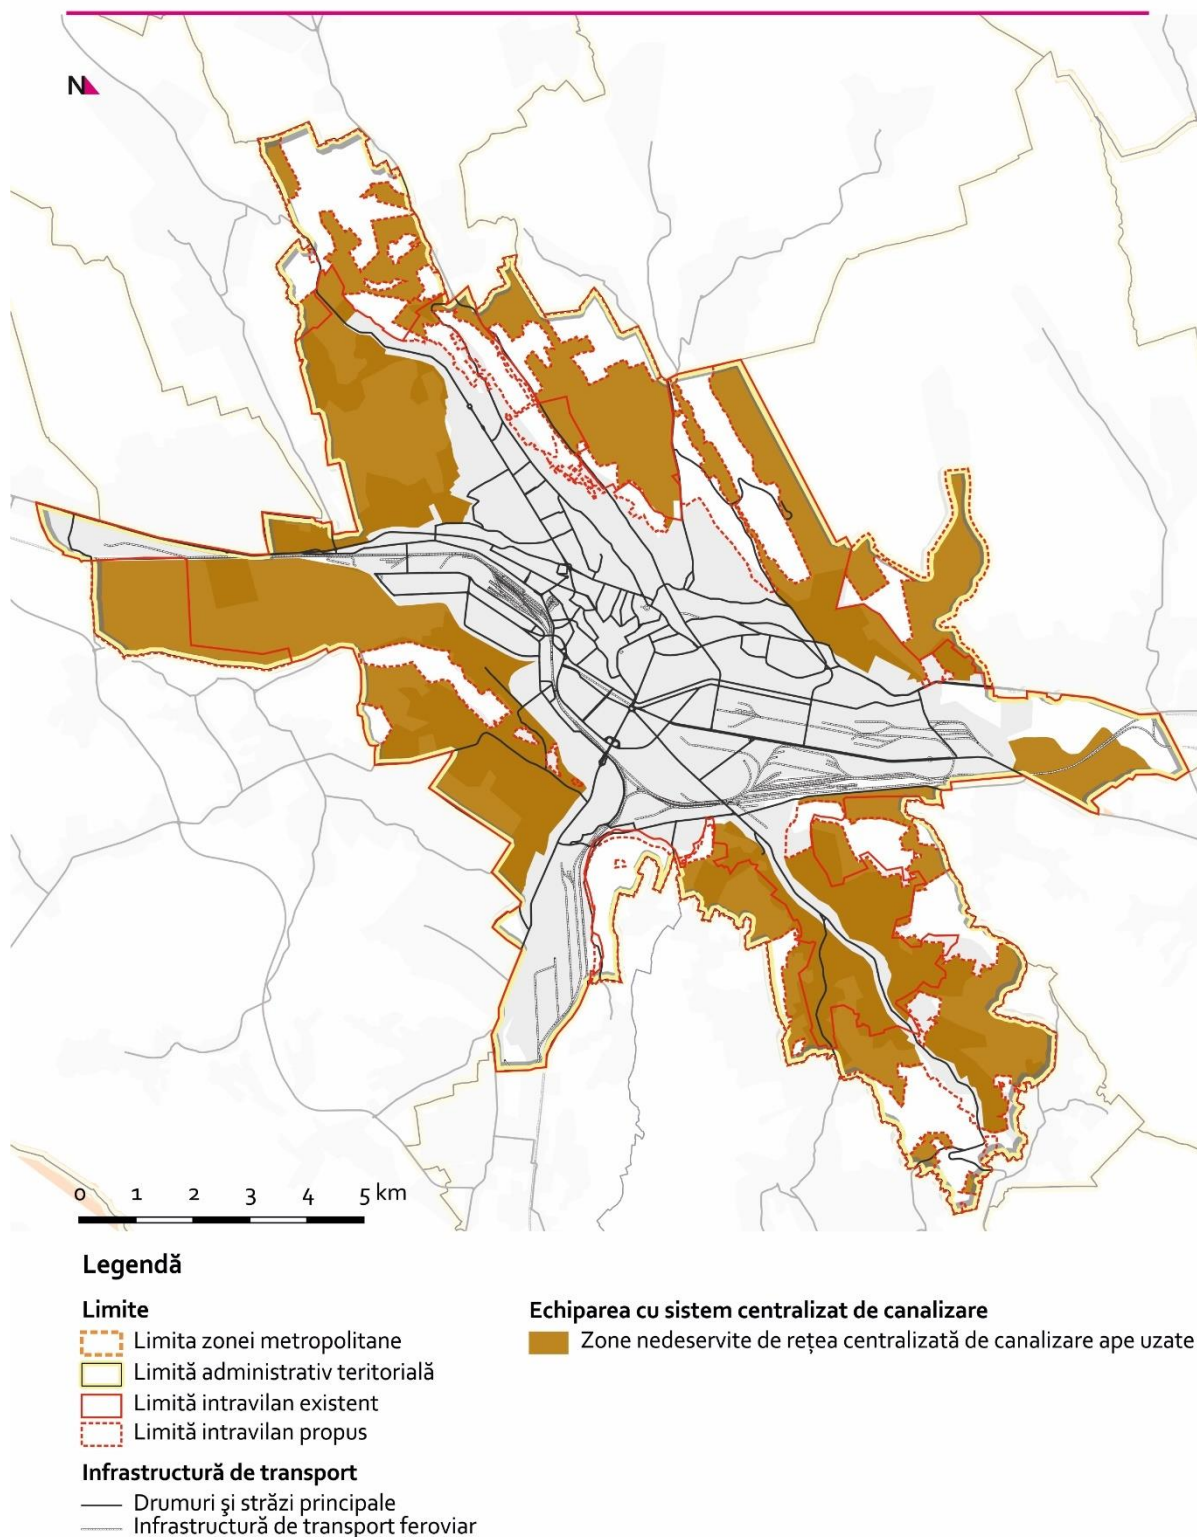 N
0 1 2 3 4 5 km
Legendă
Limite
Limita zonei metropolitane
Limită administrativ teritorială
Limită intravilan existent
Limită intravilan propus
Infrastructură de transport
Drumuri și străzi principale
Infrastructură de transport feroviar
Echiparea cu sistem centralizat de canalizare
Zone nedeservite de rețea centralizată de canalizare ape uzate